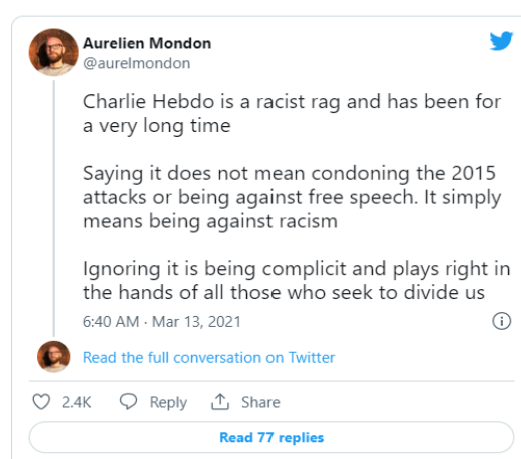 Aurelien Mondon
@aurelmondon
Charlie Hebdo is a racist rag and has been for
a very long time
Saying it does not mean condoning the 2015
attacks or being against free speech. It simply
means being against racism
Ignoring it is being complicit and plays right in
the hands of all those who seek to divide us
6:40 AM · Mar 13, 2021
Read the full conversation on Twitter
2.4K Reply Share
Read 77 replies